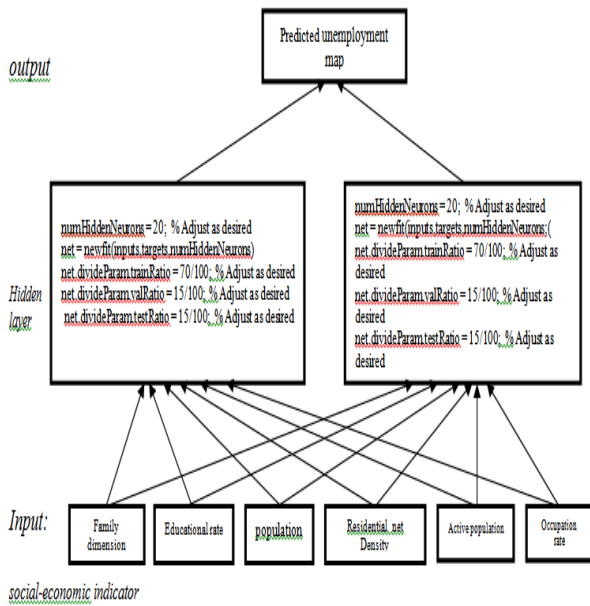 Predicted unemployment
map
output
numHiddenNeurons = 20; % Adjust as desired
net = newfit(inputs.targets.numHiddenNeurons)
net.divideParam.trainRatio = 70/100; % Adjust as desired
net.divideParam.valRatio = 15/100; % Adjust as desired
net.divideParam.testRatio = 15/100; % Adjust as desired
numHiddenNeurons = 20; % Adjust as desired
net = newfit(inputs.targets.numHiddenNeurons;(
net.divideParam.trainRatio = 70/100; % Adjust as
desired
net.divideParam.valRatio = 15/100; % Adjust as
desired
net.divideParam.testRatio = 15/100; % Adjust as
desired
Hidden
layer
Input:
Family
dimension
Educational rate
population
Residential net
Density
Active population
Occupation
rate
social-economic indicator